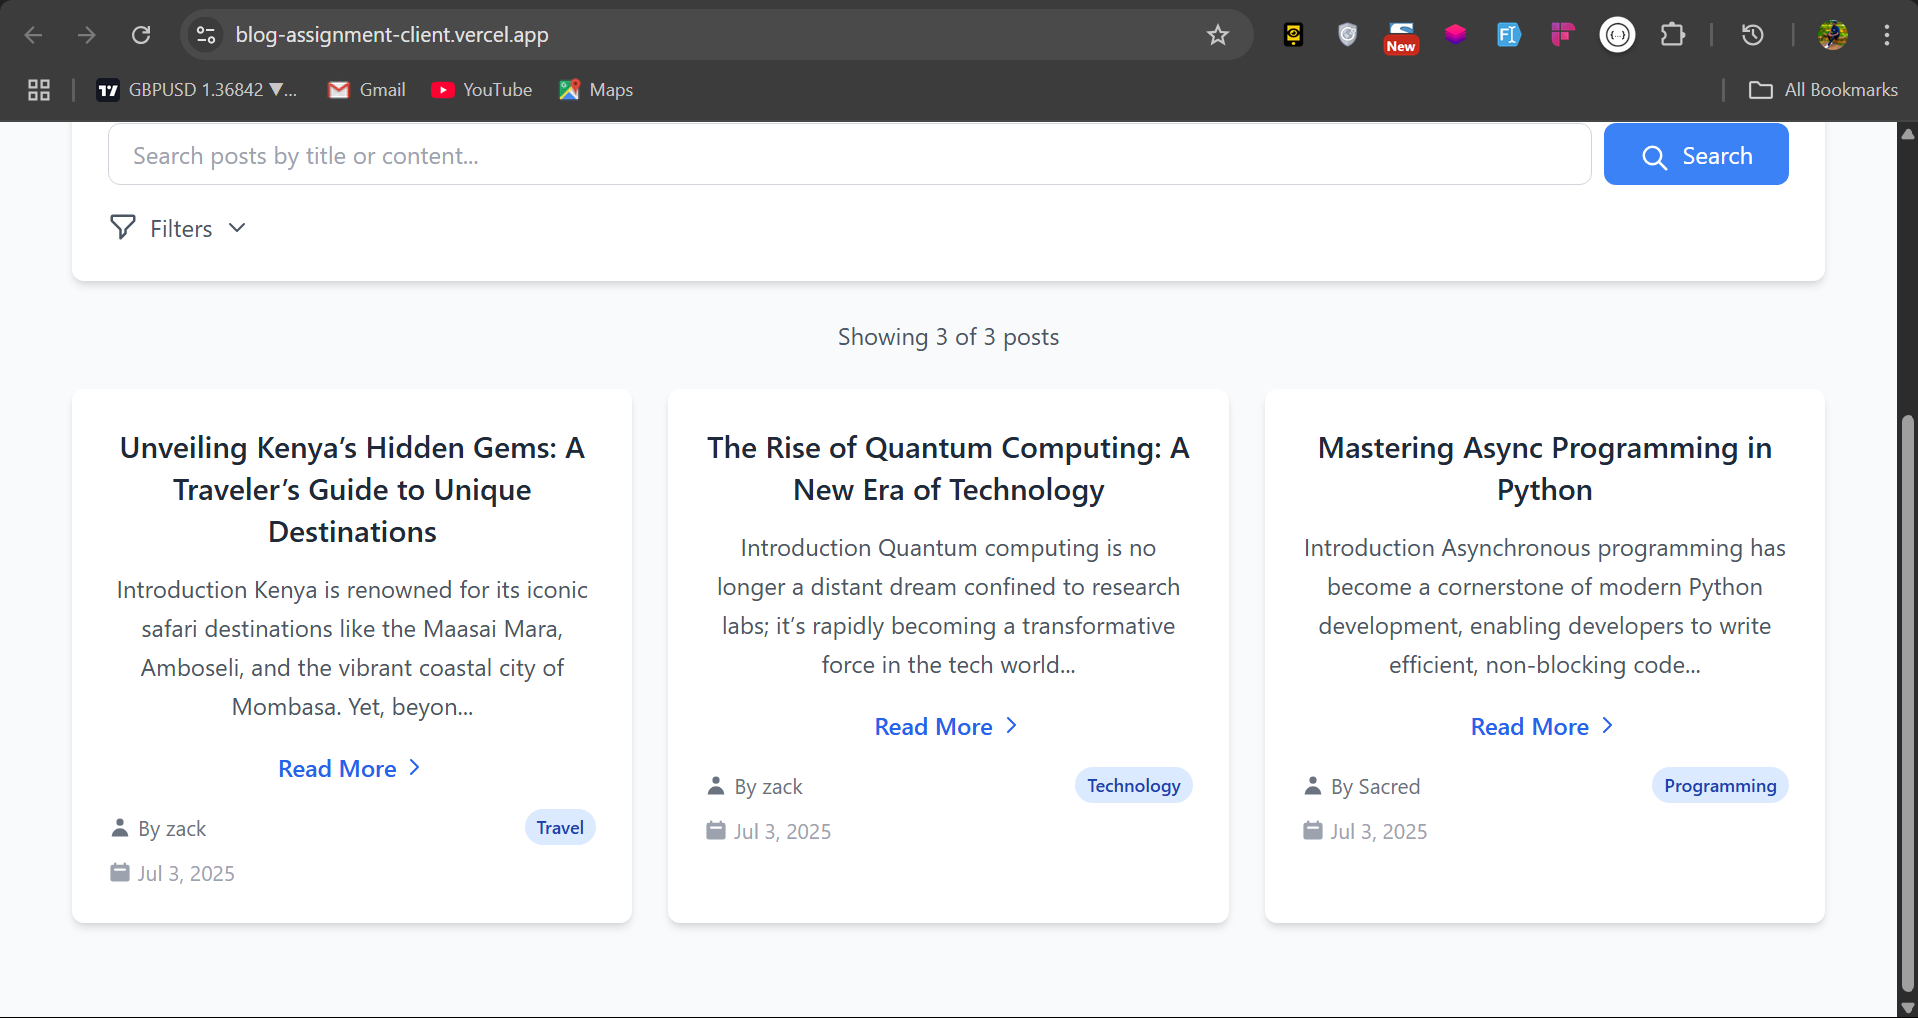 blog-assignment-client.vercel.app
New
GBPUSD 1.36842 ▼...
Gmail
YouTube
Maps
All Bookmarks
Search posts by title or content...
Search
Filters
Showing 3 of 3 posts
Unveiling Kenya’s Hidden Gems: A
Traveler’s Guide to Unique
Destinations
Introduction Kenya is renowned for its iconic
safari destinations like the Maasai Mara,
Amboseli, and the vibrant coastal city of
Mombasa. Yet, beyon...
Read More
By zack
Travel
Jul 3, 2025
The Rise of Quantum Computing: A
New Era of Technology
Introduction Quantum computing is no
longer a distant dream confined to research
labs; it’s rapidly becoming a transformative
force in the tech world...
Read More
By zack
Technology
Jul 3, 2025
Mastering Async Programming in
Python
Introduction Asynchronous programming has
become a cornerstone of modern Python
development, enabling developers to write
efficient, non-blocking code...
Read More
By Sacred
Programming
Jul 3, 2025